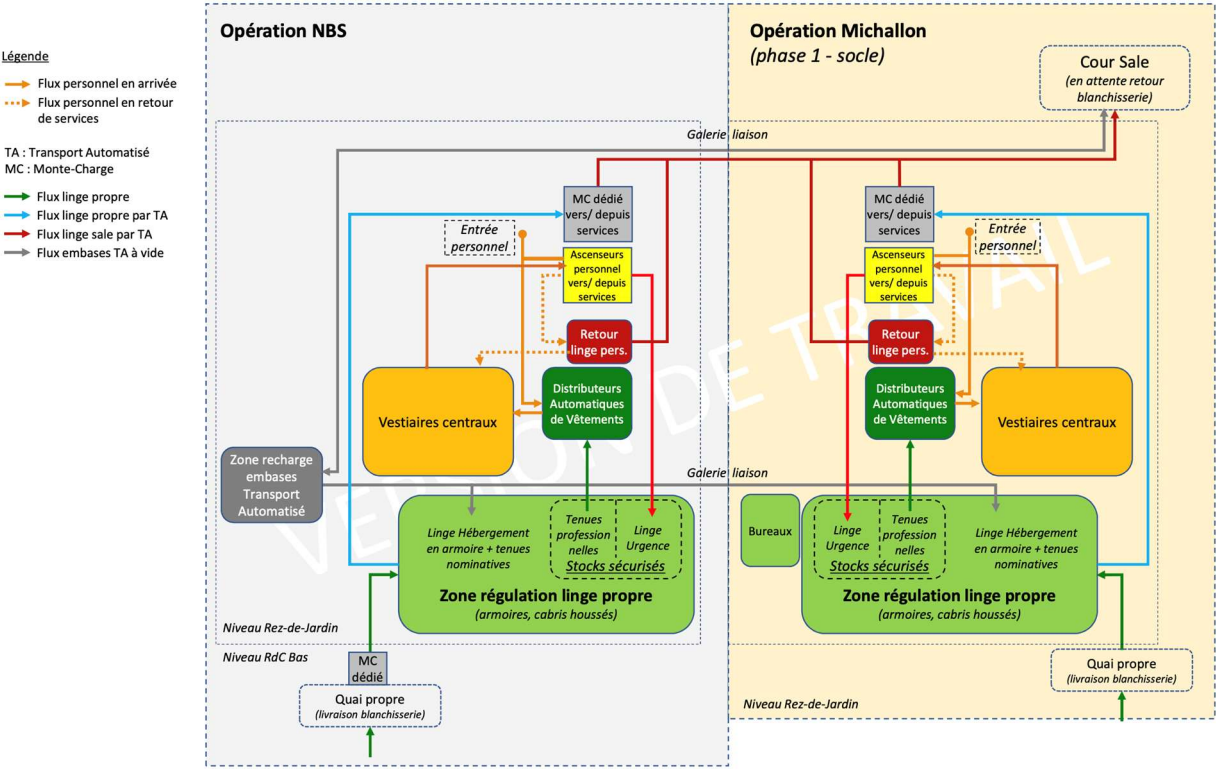 Opération NBS
Opération Michallon
(phase 1 - socle)
Légende
Flux personnel en arrivée
Flux personnel en retour
de services
TA : Transport Automatisé
MC : Monte-Charge
Flux linge propre
Flux linge propre par TA
Flux linge sale par TA
Flux embases TA à vide
Cour Sale
(en attente retour
blanchisserie)
Galerie liaison
MC dédié
vers/ depuis
services
Entrée
personnel
Ascenseurs
personnel
vers/ depuis
services
Retour
linge pers.
Distributeurs
Automatiques
de Vêtements
Vestiaires centraux
MC dédié
vers/ depuis
services
Entrée
personnel
Ascenseurs
personnel
vers/ depuis
services
Retour
linge pers.
Distributeurs
Automatiques
de Vêtements
Vestiaires centraux
Zone recharge
embases
Transport
Automatisé
Galerie liaison
Linge Hébergement
en armoire + tenues
nominatives
Tenues
profession
nelles
Linge
Urgence
Stocks sécurisés
Zone régulation linge propre
(armoires, cabris houssés)
Bureaux
Linge
Urgence
Tenues
profession
nelles
Stocks sécurisés
Linge Hébergement
en armoire + tenues
nominatives
Zone régulation linge propre
(armoires, cabris houssés)
Niveau Rez-de-Jardin
Niveau RdC Bas
MC
dédié
Quai propre
(livraison blanchisserie)
Quai propre
(livraison blanchisserie)
Niveau Rez-de-Jardin
VERSION DE TRAVAIL